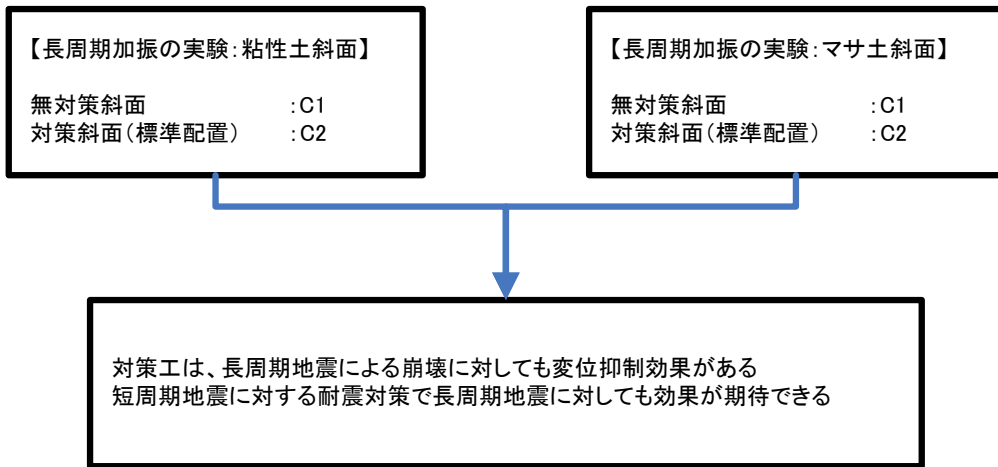 【長周期加振の実験：粘性土斜面】
無対策斜面　　　　　　：C1
対策斜面（標準配置）　：C2
【長周期加振の実験：マサ土斜面】
無対策斜面　　　　　　：C1
対策斜面（標準配置）　：C2
対策工は、長周期地震による崩壊に対しても変位抑制効果がある
短周期地震に対する耐震対策で長周期地震に対しても効果が期待できる